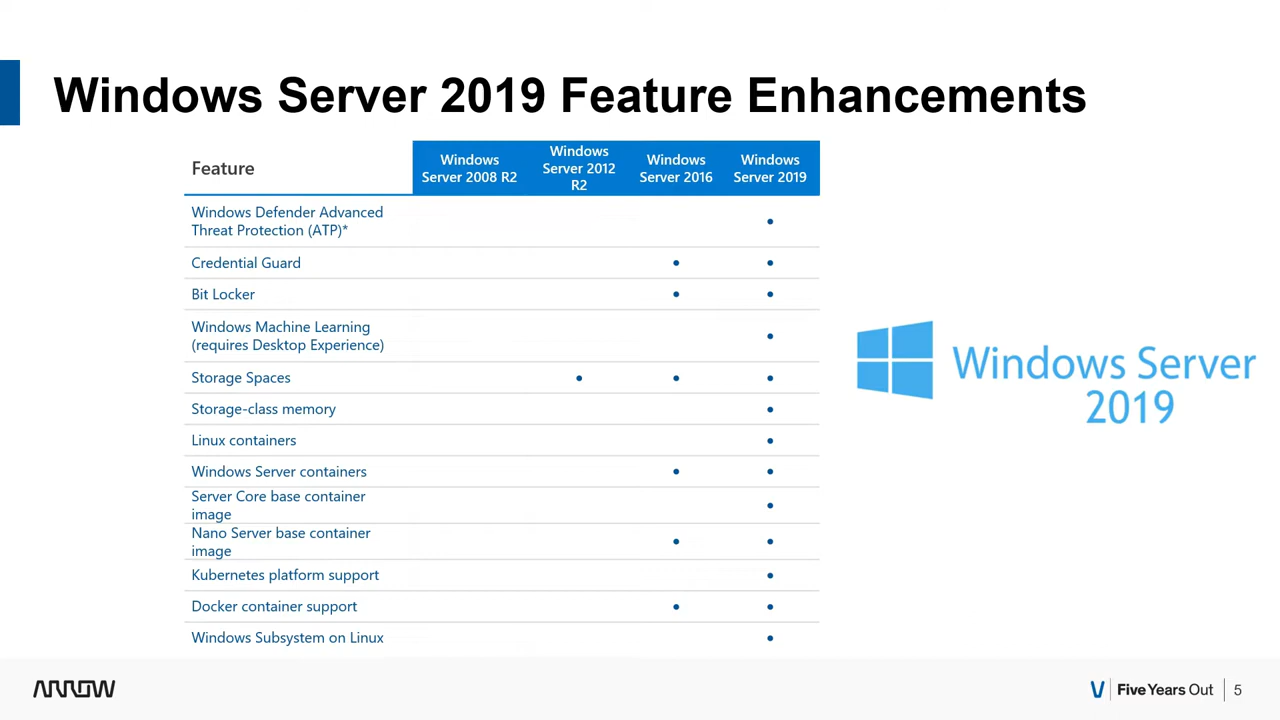 Windows Server 2019 Feature Enhancements
Feature
Windows
Server 2008 R2
Windows
Server 2012
R2
Windows
Server 2016
Windows
Server 2019
Windows Defender Advanced
Threat Protection (ATP)*
•
Credential Guard
• •
Bit Locker
• •
Windows Machine Learning
(requires Desktop Experience)
•
Storage Spaces
• • •
Storage-class memory
•
Linux containers
•
Windows Server containers
• •
Server Core base container
image
•
Nano Server base container
image
• •
Kubernetes platform support
•
Docker container support
• •
Windows Subsystem on Linux
•
Windows Server
2019
ARROW
Five Years Out
5